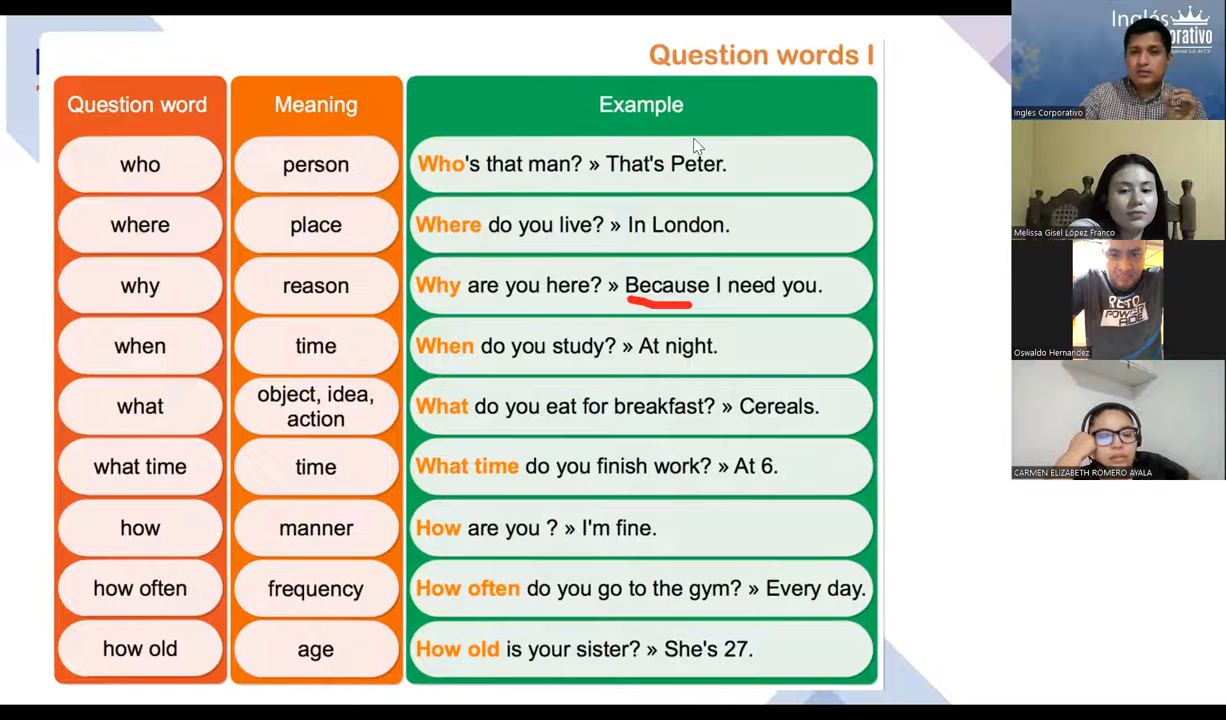 Question words I
Question word Meaning Example
who person Who's that man? » That's Peter.
where place Where do you live? » In London.
why reason Why are you here? » Because I need you.
when time When do you study? » At night.
what object, idea, action What do you eat for breakfast? » Cereals.
what time time What time do you finish work? » At 6.
how manner How are you ? » I'm fine.
how often frequency How often do you go to the gym? » Every day.
how old age How old is your sister? » She's 27.
Inglés
Ingles Corporativo
Melissa Gisel López Franco
RETO
POWER
ADE
Oswaldo Hernandez
CARMEN ELIZABETH ROMERO AYALA